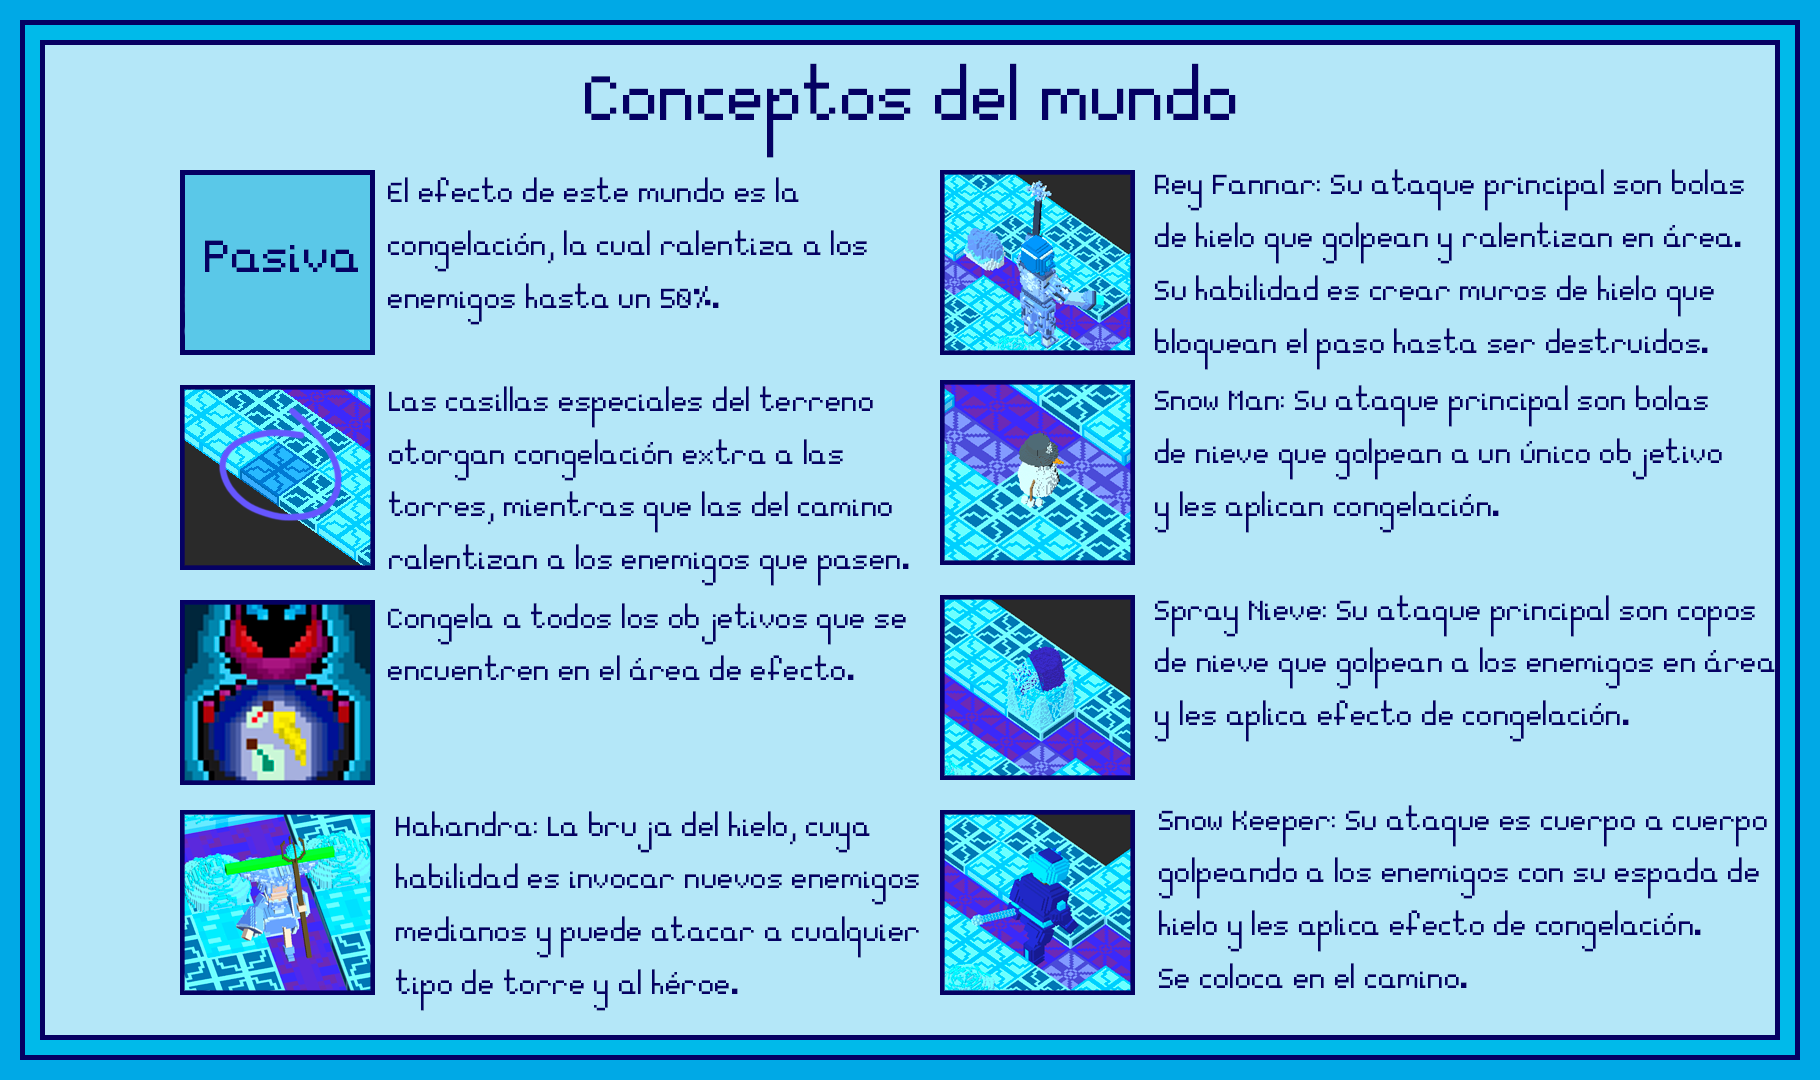 Conceptos del mundo
Pasiva
El efecto de este mundo es la
congelación, la cual ralentiza a los
enemigos hasta un 50%.
Las casillas especiales del terreno
otorgan congelación extra a las
torres, mientras que las del camino
ralentizan a los enemigos que pasen.
Congela a todos los objetivos que se
encuentren en el área de efecto.
Hakandra: La bruja del hielo, cuya
habilidad es invocar nuevos enemigos
medianos y puede atacar a cualquier
tipo de torre y al héroe.
Rey Fannar: Su ataque principal son bolas
de hielo que golpean y ralentizan en área.
Su habilidad es crear muros de hielo que
bloquean el paso hasta ser destruidos.
Snow Man: Su ataque principal son bolas
de nieve que golpean a un único objetivo
y les aplican congelación.
Spray Nieve: Su ataque principal son copos
de nieve que golpean a los enemigos en área
y les aplica efecto de congelación.
Snow Keeper: Su ataque es cuerpo a cuerpo
golpeando a los enemigos con su espada de
hielo y les aplica efecto de congelación.
Se coloca en el camino.